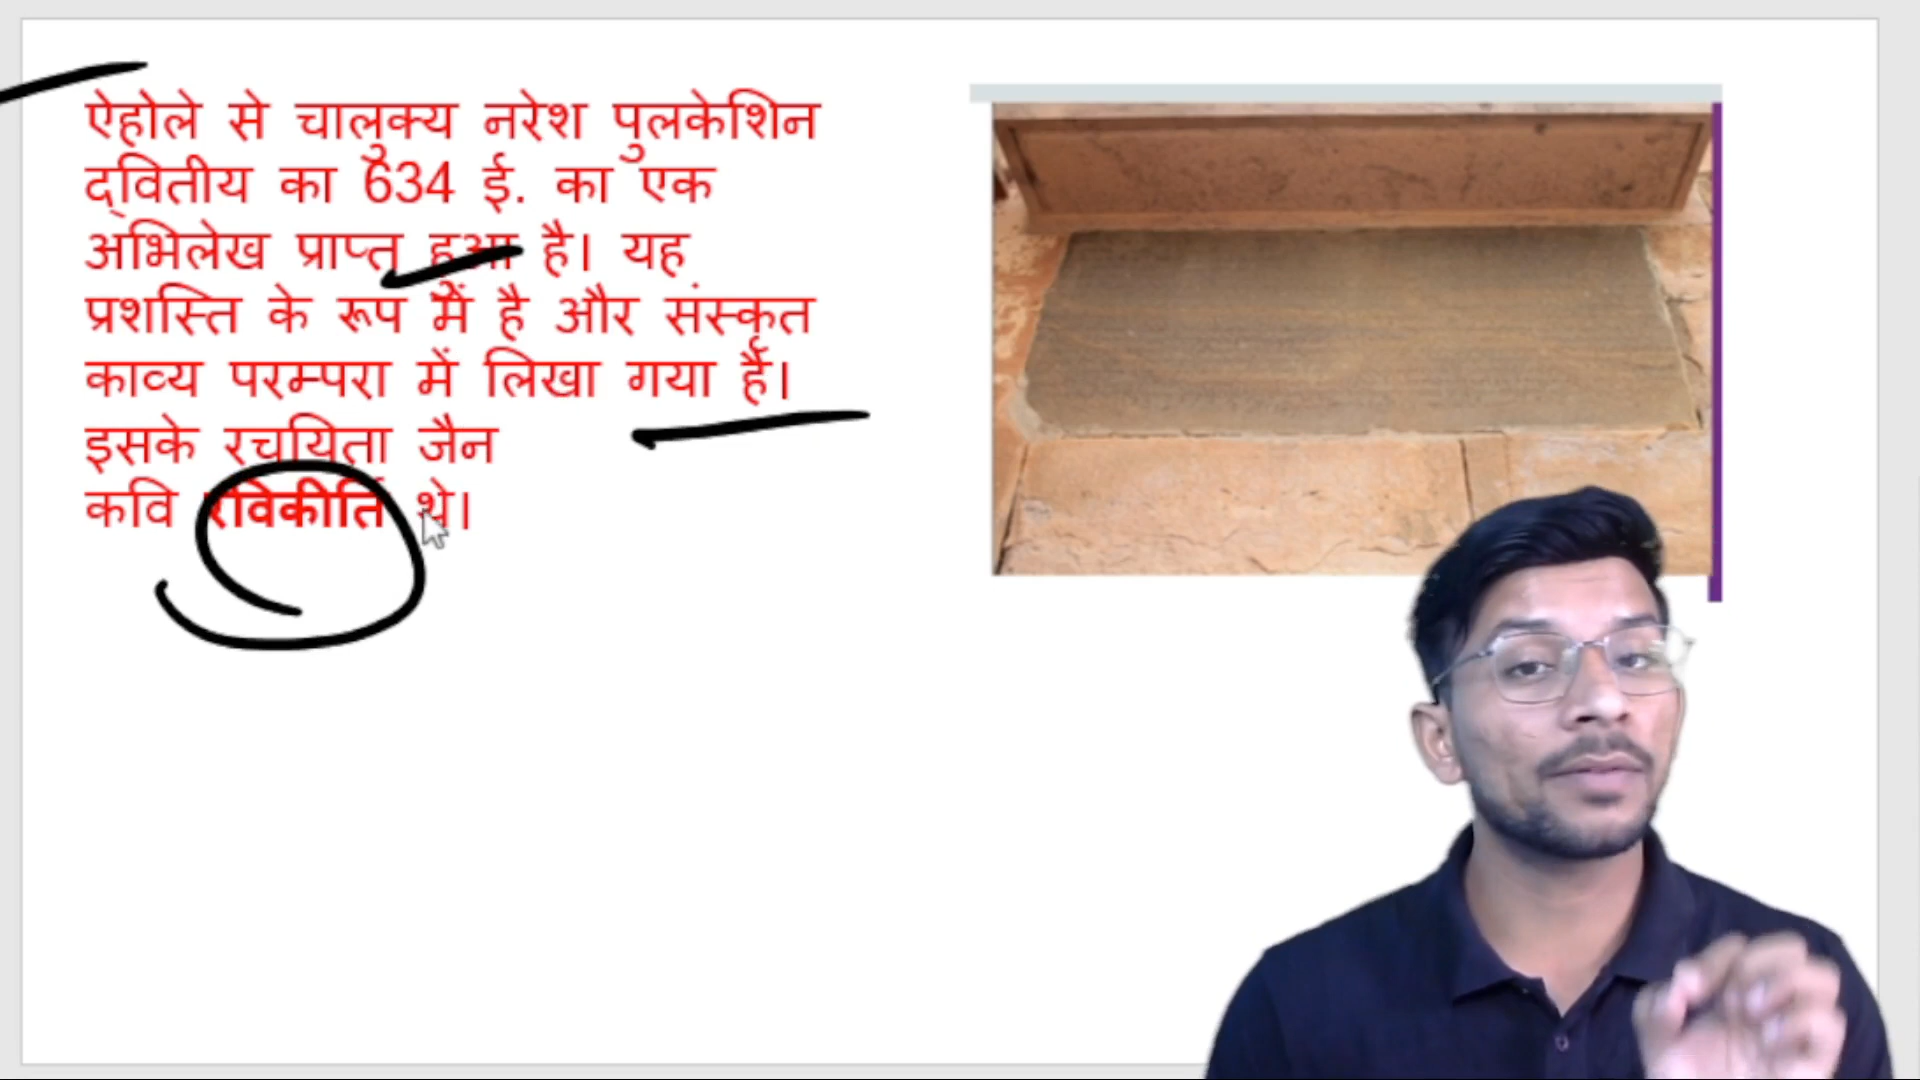 ऐहोले से चालुक्य नरेश पुलकेशिन
द्वितीय का 634 ई. का एक
अभिलेख प्राप्त हुआ है। यह
प्रशस्ति के रूप में है और संस्कृत
काव्य परम्परा में लिखा गया है।
इसके रचयिता जैन
कवि रविकीर्ति थे।